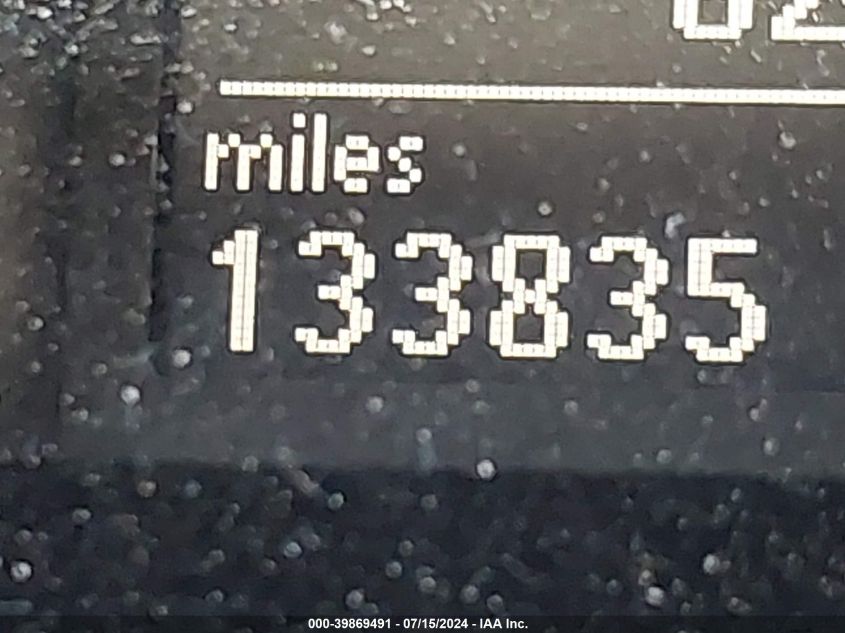 miles
133835
000-39869491 - 07/15/2024 - IAA Inc.